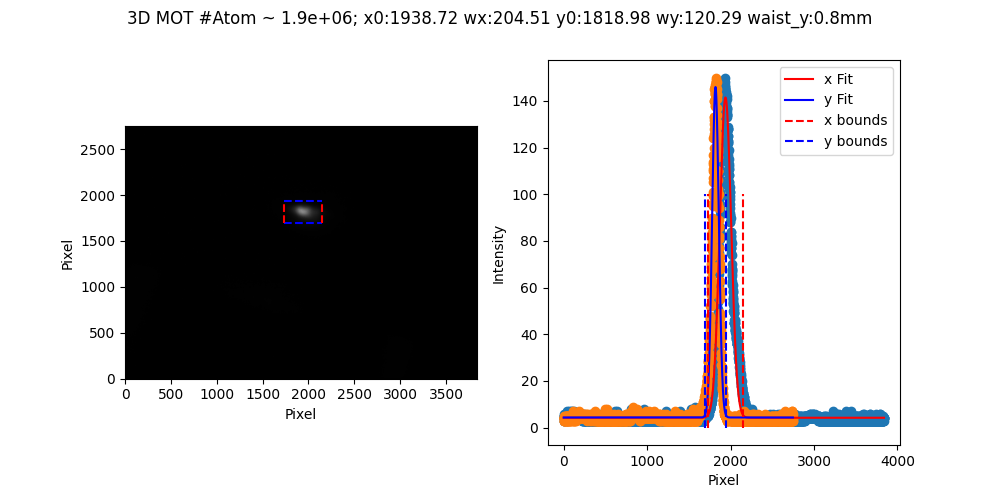 3D MOT #Atom ~ 1.9e+06; x0:1938.72 wx:204.51 y0:1818.98 wy:120.29 waist_y:0.8mm
2500
2000
1500
1000
500
0
Pixel
0 500 1000 1500 2000 2500 3000 3500
Pixel
140
120
100
80
60
40
20
0
Intensity
x Fit
y Fit
x bounds
y bounds
0 1000 2000 3000 4000
Pixel